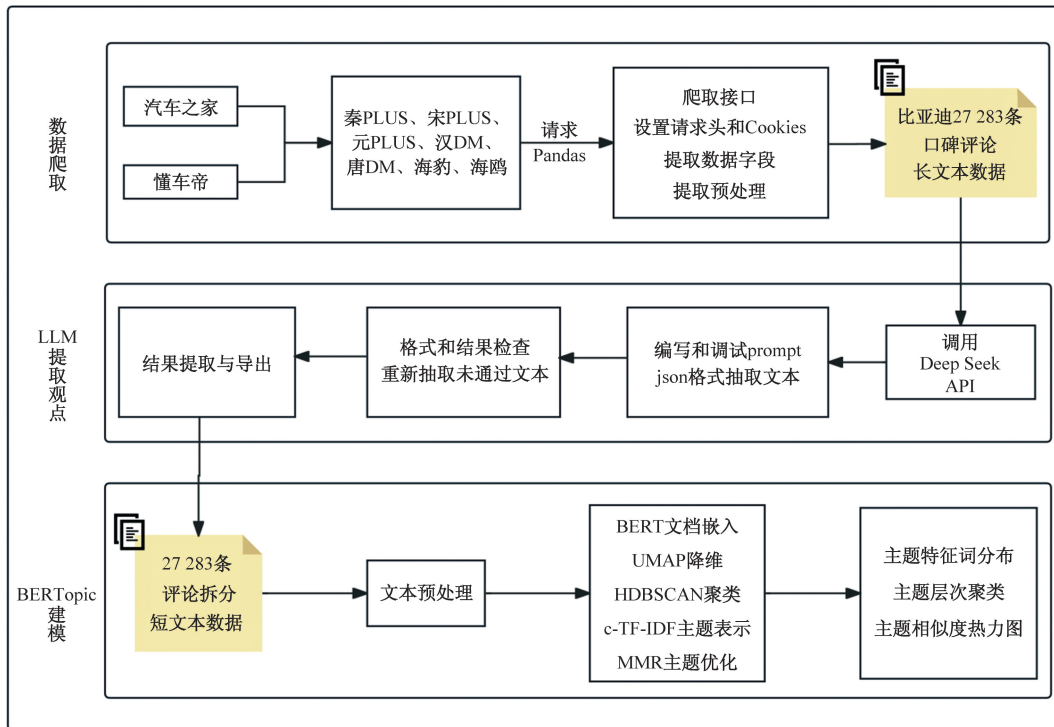 数据爬取
汽车之家
懂车帝
秦PLUS、宋PLUS、
元PLUS、汉DM、
唐DM、海豹、海鸥
请求
Pandas
爬取接口
设置请求头和Cookies
提取数据字段
提取预处理
比亚迪27 283条
口碑评论
长文本数据
LLM
提取观点
结果提取与导出
格式和结果检查
重新抽取未通过文本
编写和调试prompt
json格式抽取文本
调用
Deep Seek
API
BERTopic
建模
27 283条
评论拆分
短文本数据
文本预处理
BERT文档嵌入
UMAP降维
HDBSCAN聚类
c-TF-IDF主题表示
MMR主题优化
主题特征词分布
主题层次聚类
主题相似度热力图